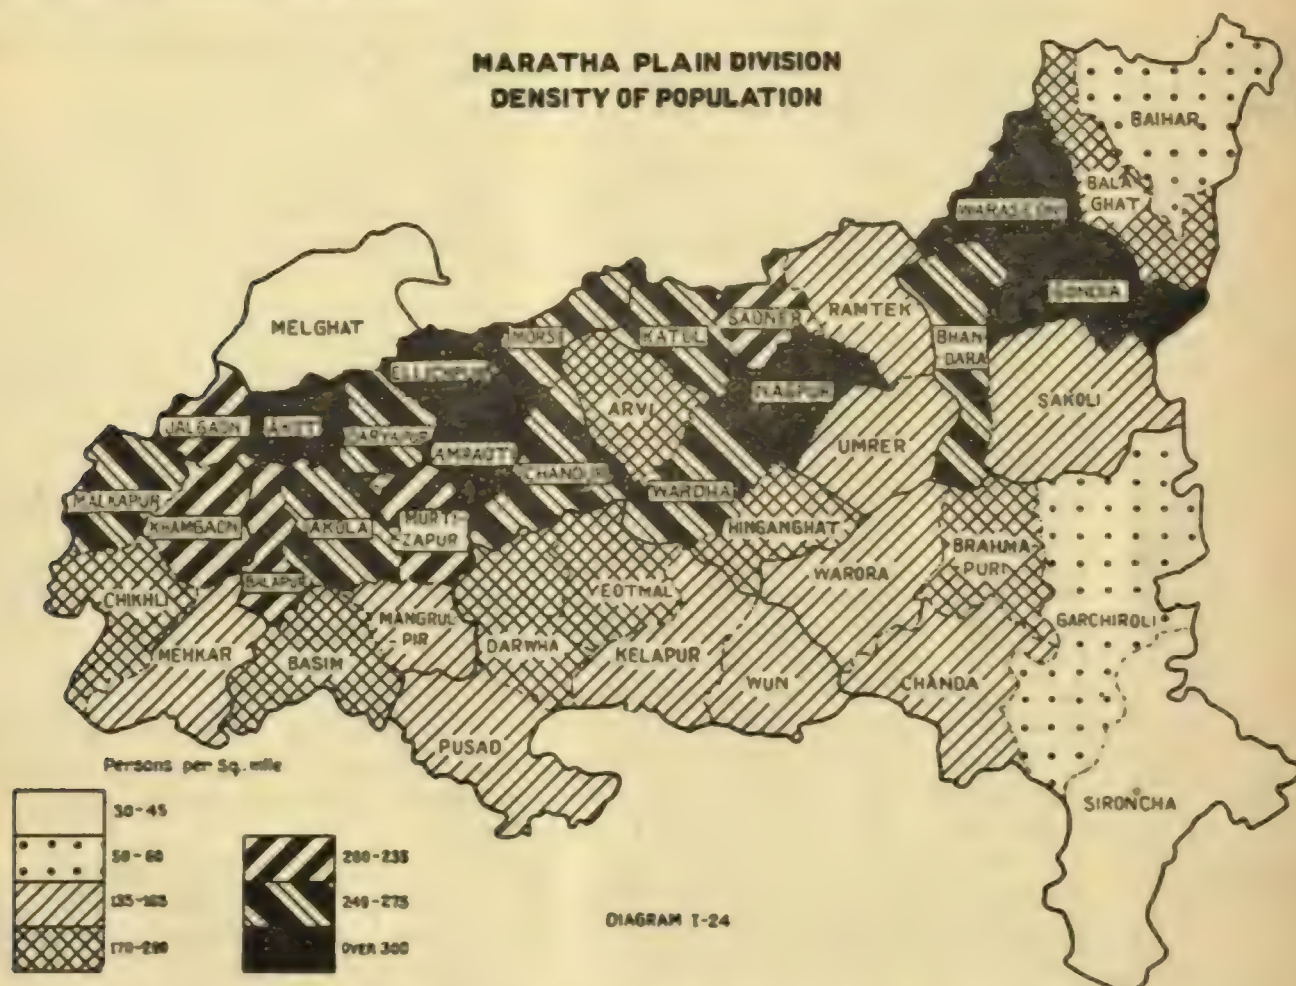 MARATHA PLAIN DIVISION
DENSITY OF POPULATION
BAIHAR
BALA
GHAT
WARASEONI
GONDIA
MELGHAT
MORSI
KATOL
SAONER
RAMTEK
BHAN
DARA
ELLICHPUR
NAGPUR
ARVI
SAKOLI
JALGAON
AKOT
DARYAPUR
AMRAOTI
UMRER
CHANDUR
WARDHA
MALKAPUR
KHAMGAON
AKOLA
MURTI-
ZAPUR
HINGANGHAT
BRAHMA-
PURI
WARORA
BALAPUR
CHIKHLI
YEOTMAL
MANGRUL-
PIR
GARCHIROLI
MEHKAR
BASIM
DARWHA
KELAPUR
WUN
CHANDA
PUSAD
SIRONCHA
Persons per Sq. mile
30-45
50-60
135-165
240-275
OVER 300
DIAGRAM I-24